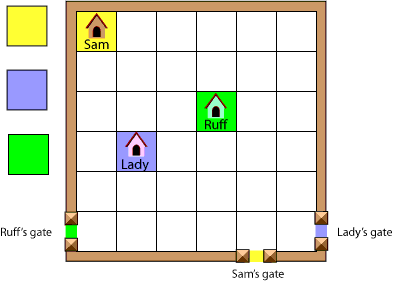 Sam
Ruff
Lady
Ruff's gate
Lady's gate
Sam's gate